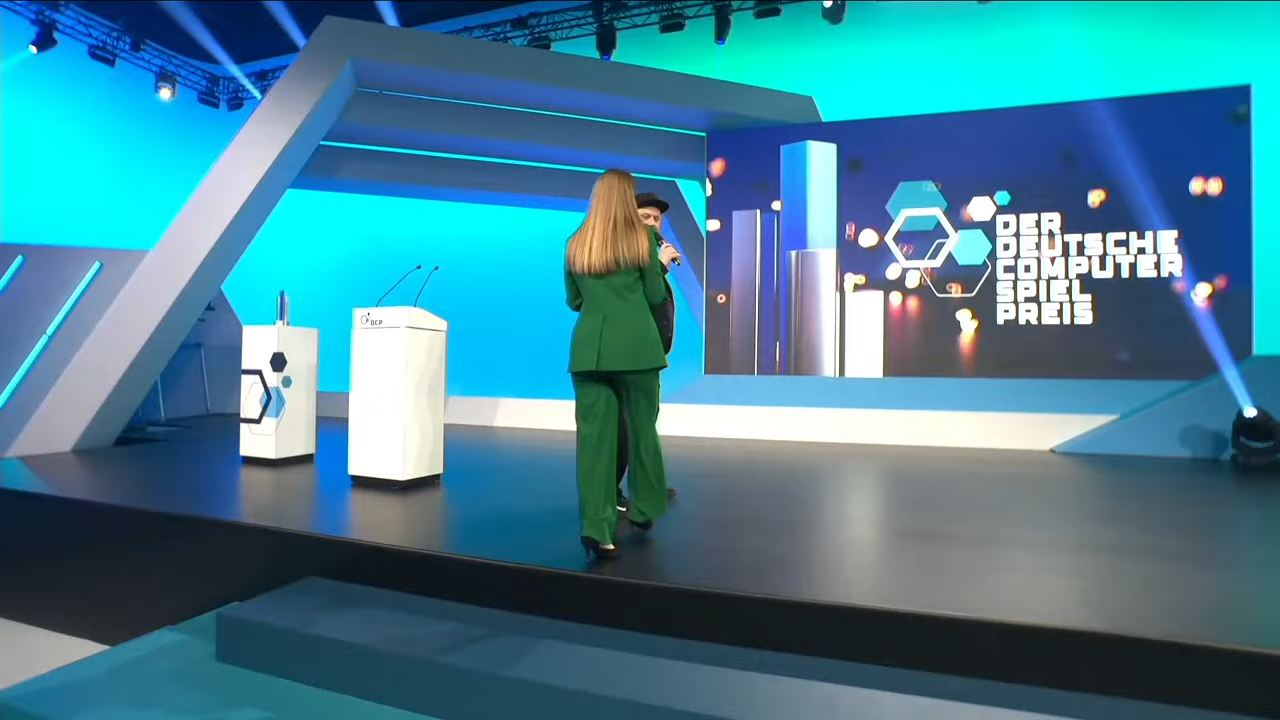 DCP
DER
DEUTSCHE
COMPUTER
SPIEL
PREIS